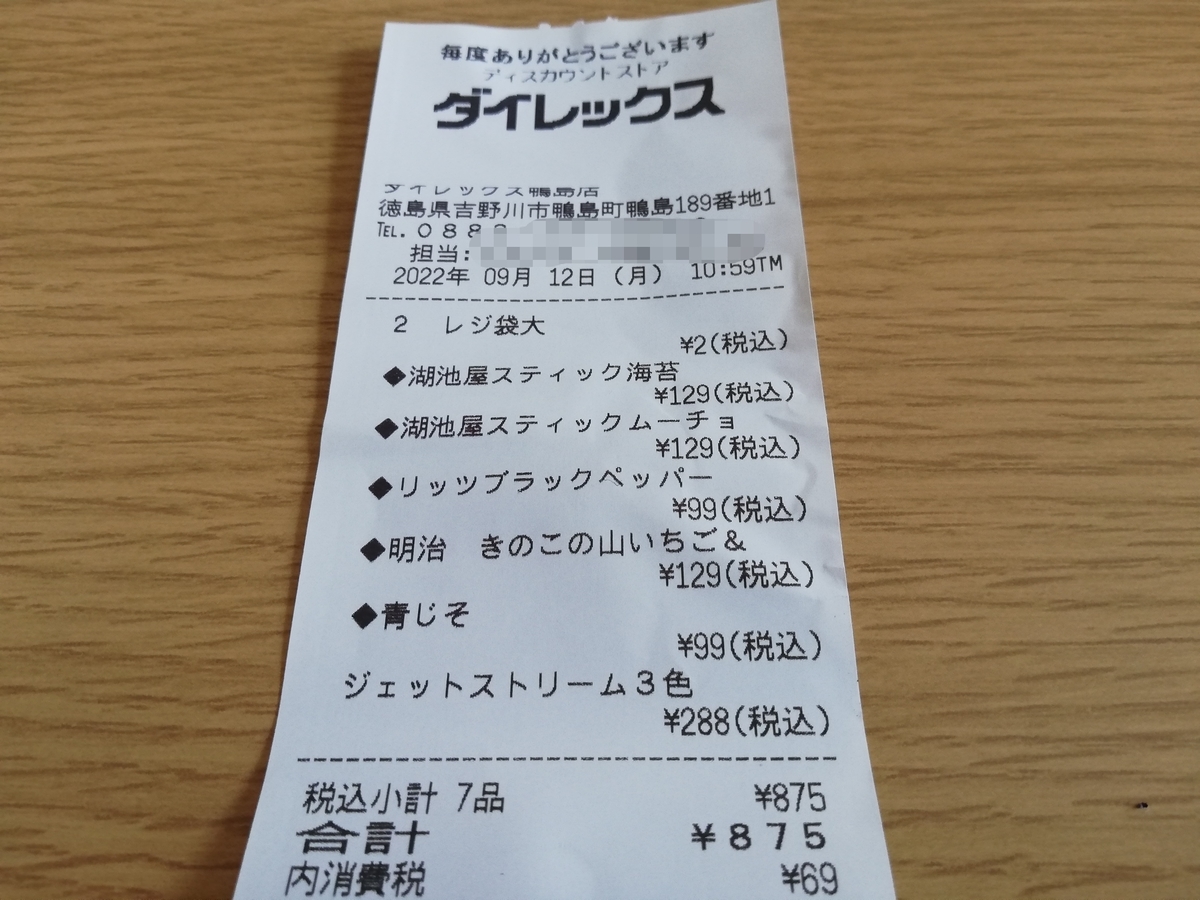 毎度ありがとうございます
ディスカウントストア
ダイレックス
ダイレックス鴨島店
徳島県吉野川市鴨島町鴨島189番地1
TEL.088
担当:
2022年 09月 12日 (月) 10:59TM
2 レジ袋大
¥2(税込)
◆湖池屋スティック海苔
¥129(税込)
◆湖池屋スティックムーチョ
¥129(税込)
◆リッツブラックペッパー
¥99(税込)
◆明治 きのこの山いちご&
¥129(税込)
◆青じそ
¥99(税込)
ジェットストリーム3色
¥288(税込)
税込小計 7品 ¥875
合計 ¥875
内消費税 ¥69